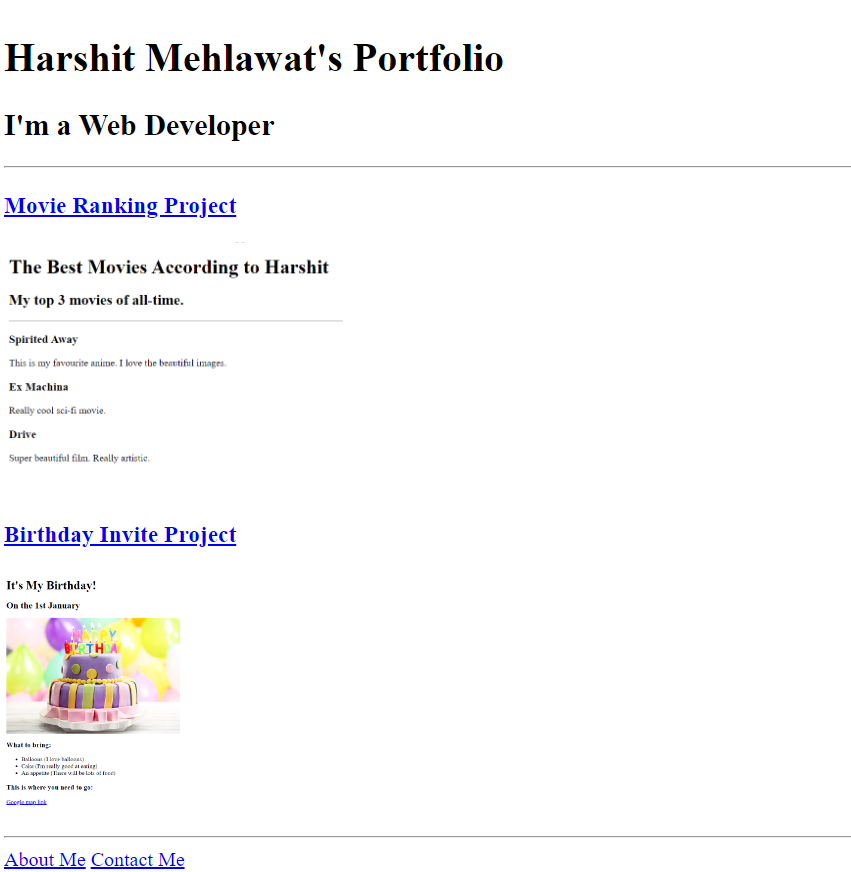 Harshit Mehlawat's Portfolio
I'm a Web Developer
Movie Ranking Project
The Best Movies According to Harshit
My top 3 movies of all-time.
Spirited Away
This is my favourite anime. I love the beautiful images.
Ex Machina
Really cool sci-fi movie.
Drive
Super beautiful film. Really artistic.
Birthday Invite Project
It's My Birthday!
On the 1st January
HAPPY
BIRTHDAY
What to bring:
Balloons (I love balloons)
Cake (I'm really good at eating)
An appetite (There will be lots of food)
This is where you need to go:
Google map link
About Me Contact Me